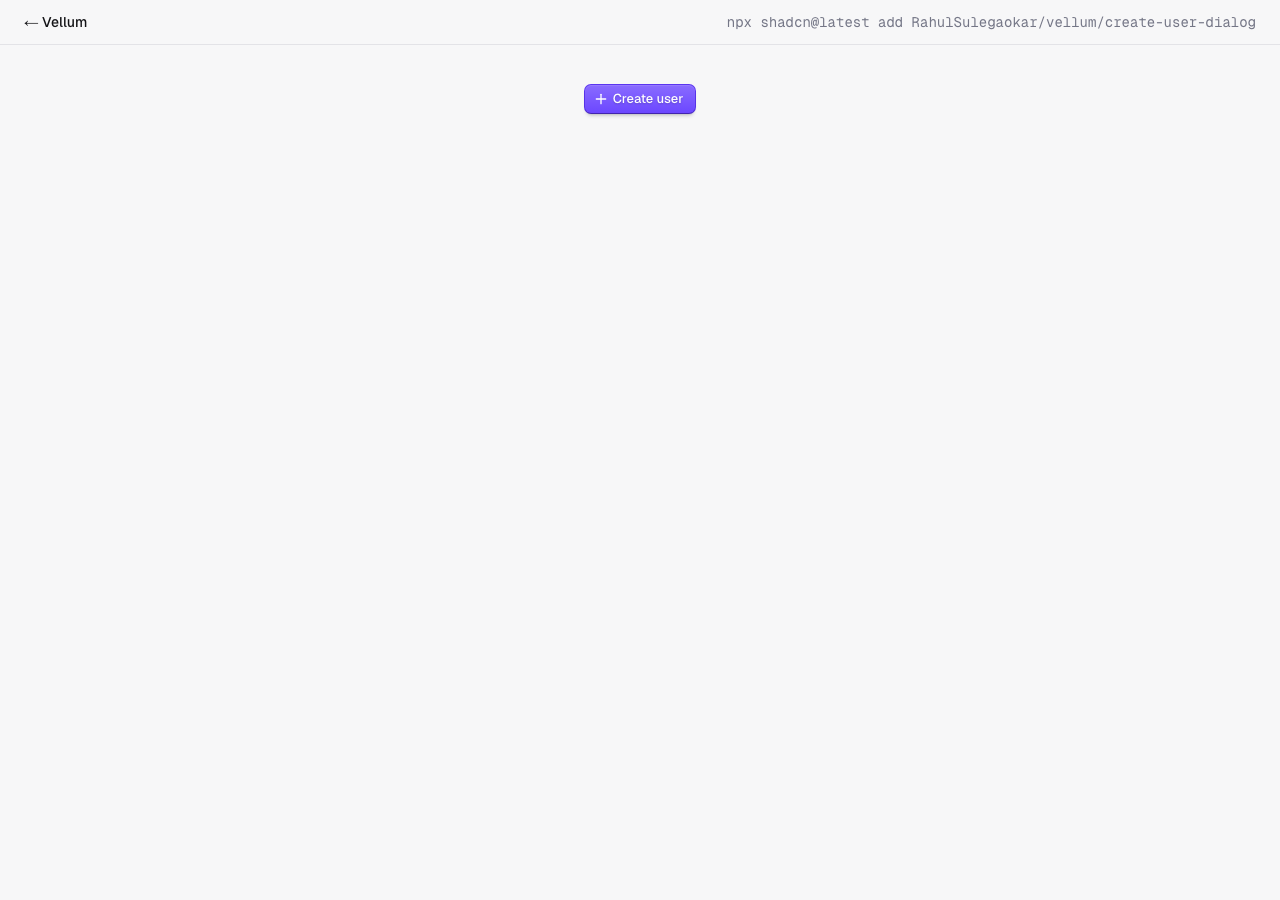 ← Vellum
npx shadcn@latest add RahulSulegaokar/vellum/create-user-dialog
+ Create user